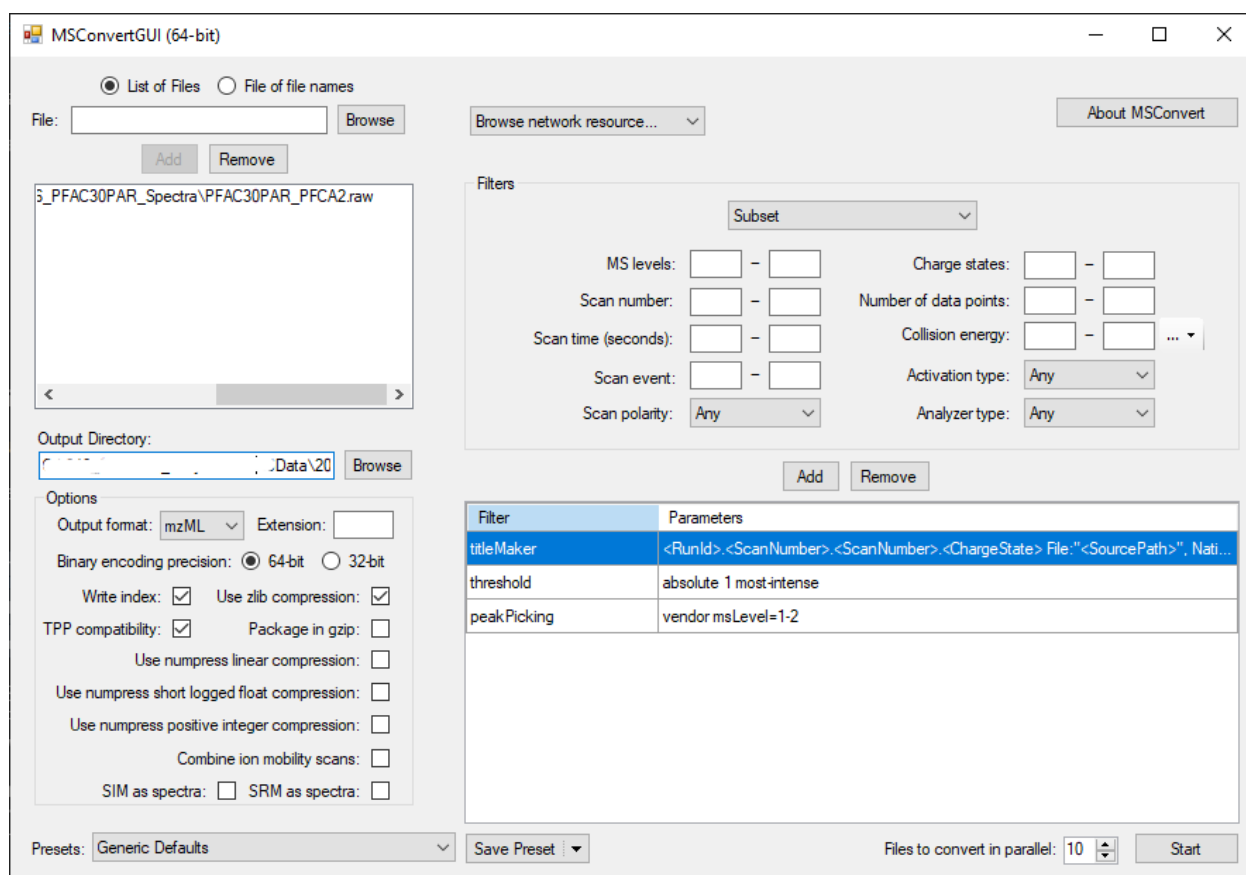 MSConvertGUI (64-bit)
List of Files File of file names
File: Browse Browse network resource... About MSConvert
Add Remove
S_PFAC30PAR_Spectra\PFAC30PAR_PFCA2.raw
Filters
Subset
MS levels: – Charge states: –
Scan number: – Number of data points: –
Scan time (seconds): – Collision energy: – ...
Scan event: – Activation type: Any
Scan polarity: Any Analyzer type: Any
Output Directory:
Data\20 Browse
Add Remove
Options
Output format: mzML Extension:
Binary encoding precision: 64-bit 32-bit
Write index: Use zlib compression:
TPP compatibility: Package in gzip:
Use numpress linear compression:
Use numpress short logged float compression:
Use numpress positive integer compression:
Combine ion mobility scans:
SIM as spectra: SRM as spectra:
Filter Parameters
titleMaker <RunId>.<ScanNumber>.<ScanNumber>.<ChargeState> File:"<SourcePath>", Nati...
threshold absolute 1 most-intense
peakPicking vendor msLevel=1-2
Presets: Generic Defaults Save Preset Files to convert in parallel: 10 Start